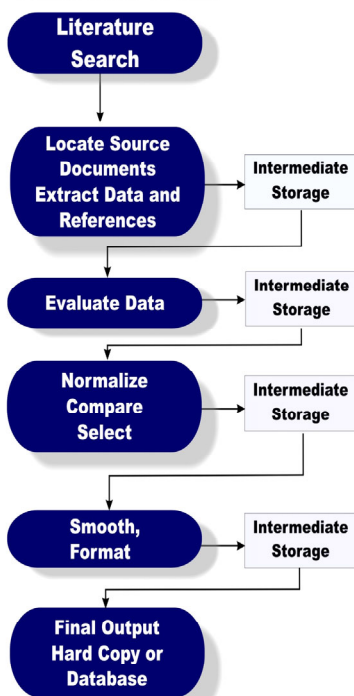 Literature
Search
Locate Source
Documents
Extract Data and
References
Intermediate
Storage
Evaluate Data
Intermediate
Storage
Normalize
Compare
Select
Intermediate
Storage
Smooth,
Format
Intermediate
Storage
Final Output
Hard Copy or
Database